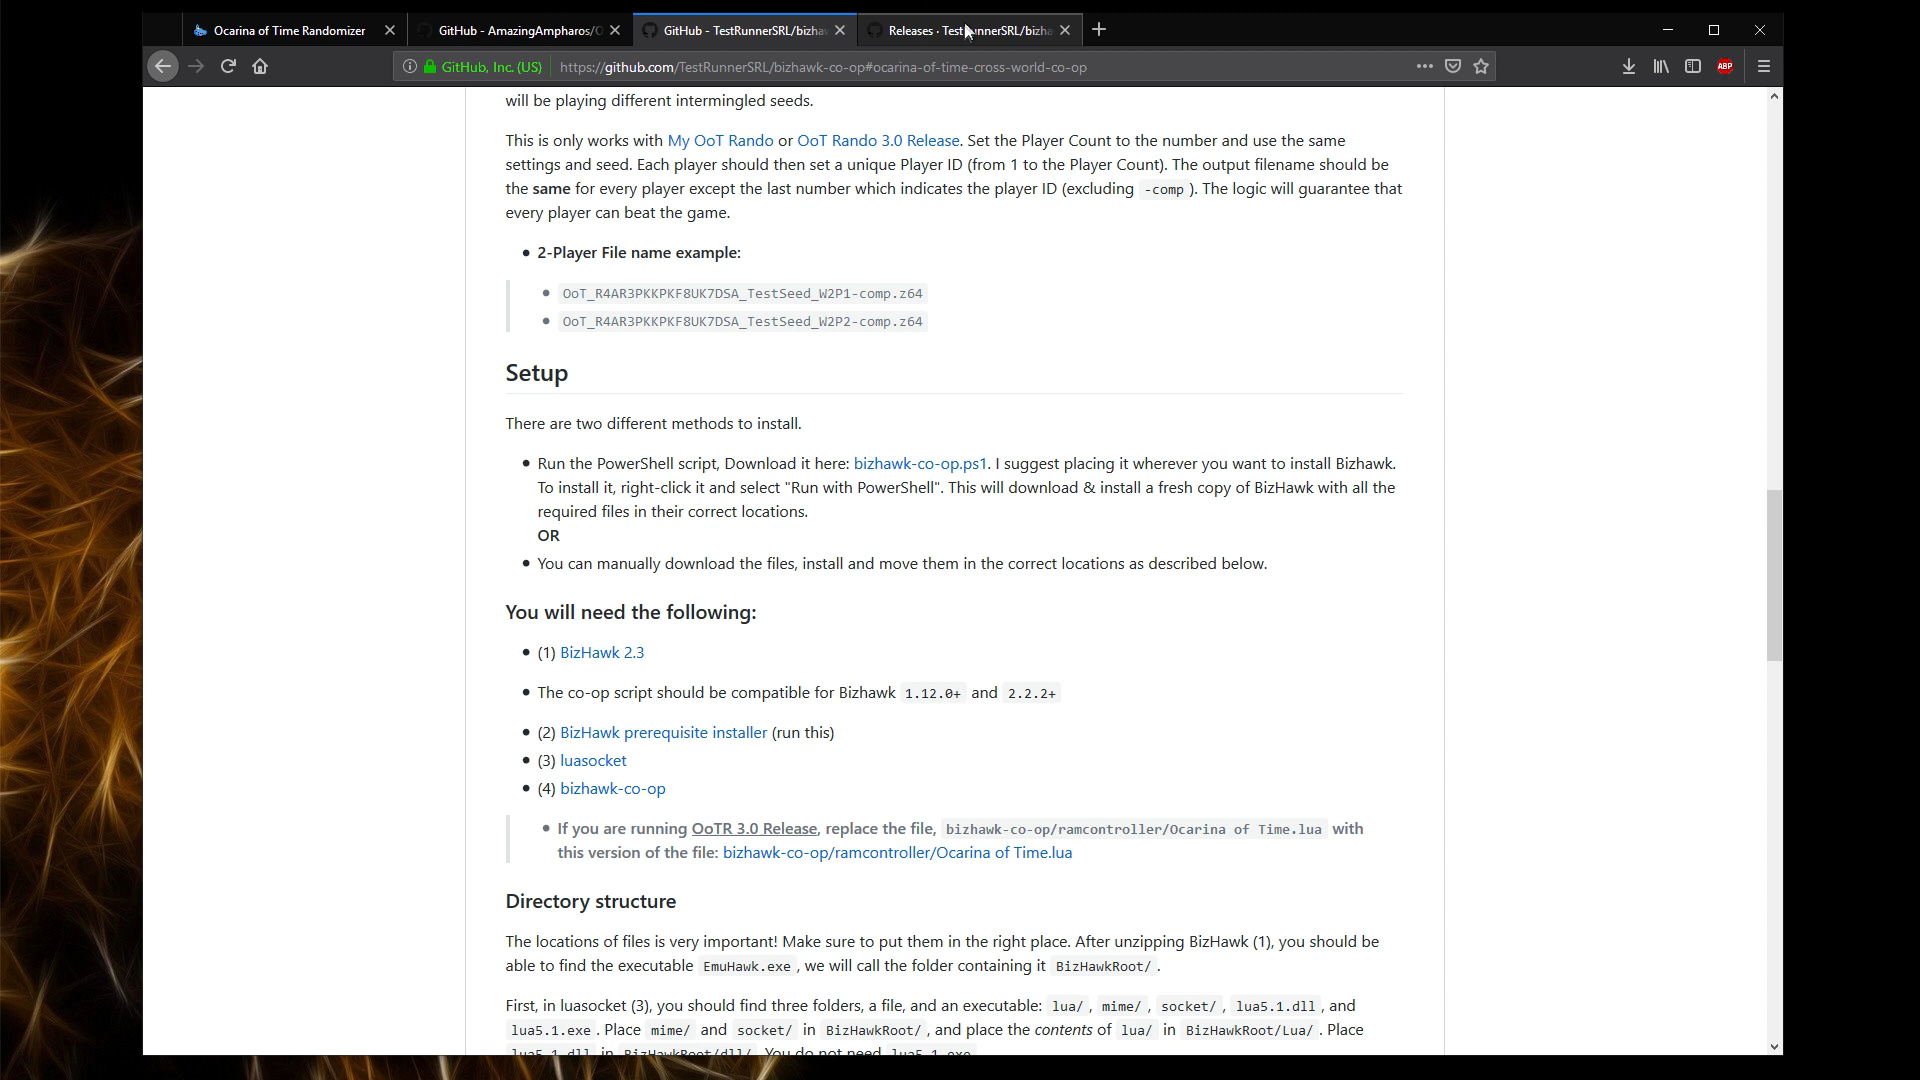 Ocarina of Time Randomizer
GitHub - AmazingAmpharos/O
GitHub - TestRunnerSRL/bizha
Releases · Test unnerSRL/bizha
GitHub, Inc. (US)
https://github.com/TestRunnerSRL/bizhawk-co-op#ocarina-of-time-cross-world-co-op
ABP
will be playing different intermingled seeds.
This is only works with My OoT Rando or OoT Rando 3.0 Release. Set the Player Count to the number and use the same
settings and seed. Each player should then set a unique Player ID (from 1 to the Player Count). The output filename should be
the same for every player except the last number which indicates the player ID (excluding -comp ). The logic will guarantee that
every player can beat the game.
• 2-Player File name example:
• OoT_R4AR3PKKPKF8UK7DSA_TestSeed_W2P1-comp.z64
• OoT_R4AR3PKKPKF8UK7DSA_TestSeed_W2P2-comp.z64
Setup
There are two different methods to install.
• Run the PowerShell script, Download it here: bizhawk-co-op.ps1. I suggest placing it wherever you want to install Bizhawk.
To install it, right-click it and select "Run with PowerShell". This will download & install a fresh copy of BizHawk with all the
required files in their correct locations.
OR
• You can manually download the files, install and move them in the correct locations as described below.
You will need the following:
• (1) BizHawk 2.3
• The co-op script should be compatible for Bizhawk 1.12.0+ and 2.2.2+
• (2) BizHawk prerequisite installer (run this)
• (3) luasocket
• (4) bizhawk-co-op
• If you are running OoTR 3.0 Release, replace the file, bizhawk-co-op/ramcontroller/Ocarina of Time.lua with
this version of the file: bizhawk-co-op/ramcontroller/Ocarina of Time.lua
Directory structure
The locations of files is very important! Make sure to put them in the right place. After unzipping BizHawk (1), you should be
able to find the executable EmuHawk.exe , we will call the folder containing it BizHawkRoot/ .
First, in luasocket (3), you should find three folders, a file, and an executable: lua/ , mime/ , socket/ , lua5.1.dll , and
lua5.1.exe . Place mime/ and socket/ in BizHawkRoot/ , and place the contents of lua/ in BizHawkRoot/Lua/ . Place
lua5.1.dll in BizHawkRoot/dll/ . You do not need lua5.1.exe